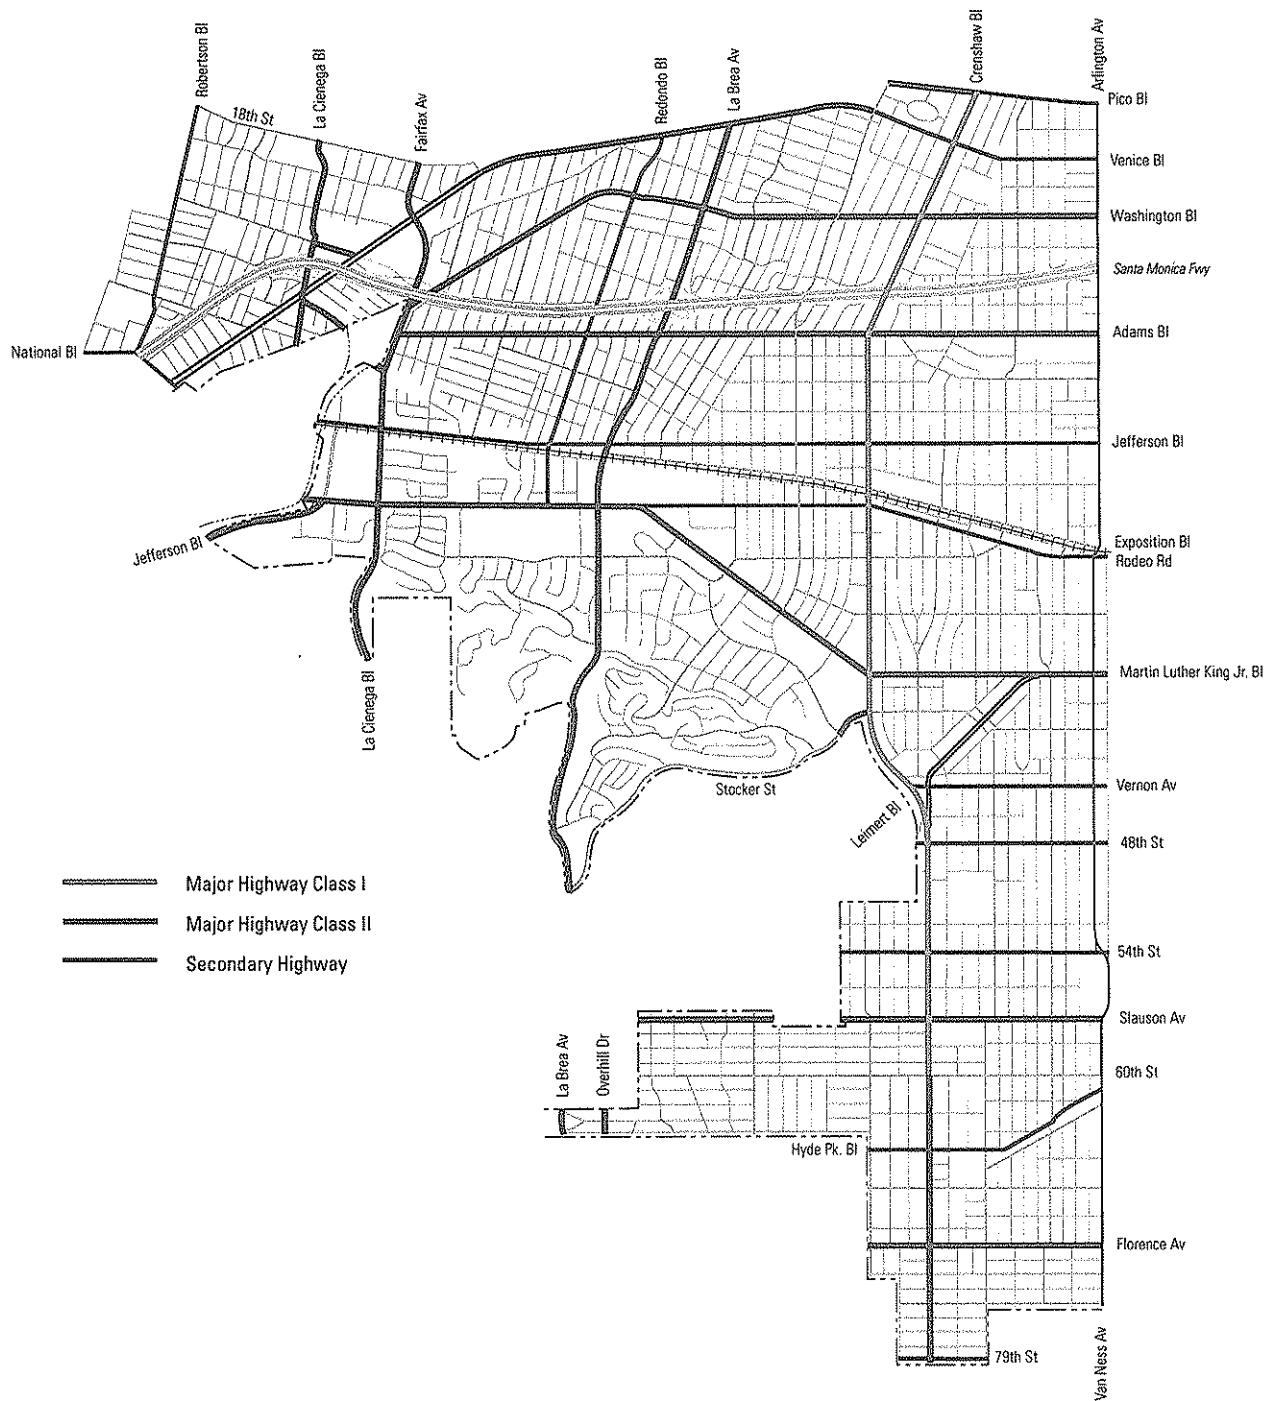 Robertson Bl
18th St
La Cienega Bl
Fairfax Av
Redondo Bl
La Brea Av
Crenshaw Bl
Arlington Av
Pico Bl
Venice Bl
Washington Bl
Santa Monica Fwy
Adams Bl
National Bl
Jefferson Bl
Jefferson Bl
Exposition Bl
Rodeo Rd
Martin Luther King Jr. Bl
La Cienega Bl
Stocker St
Leimert Bl
Vernon Av
48th St
Major Highway Class I
Major Highway Class II
Secondary Highway
54th St
Slauson Av
La Brea Av
Overhill Dr
60th St
Hyde Pk. Bl
Florence Av
79th St
Van Ness Av